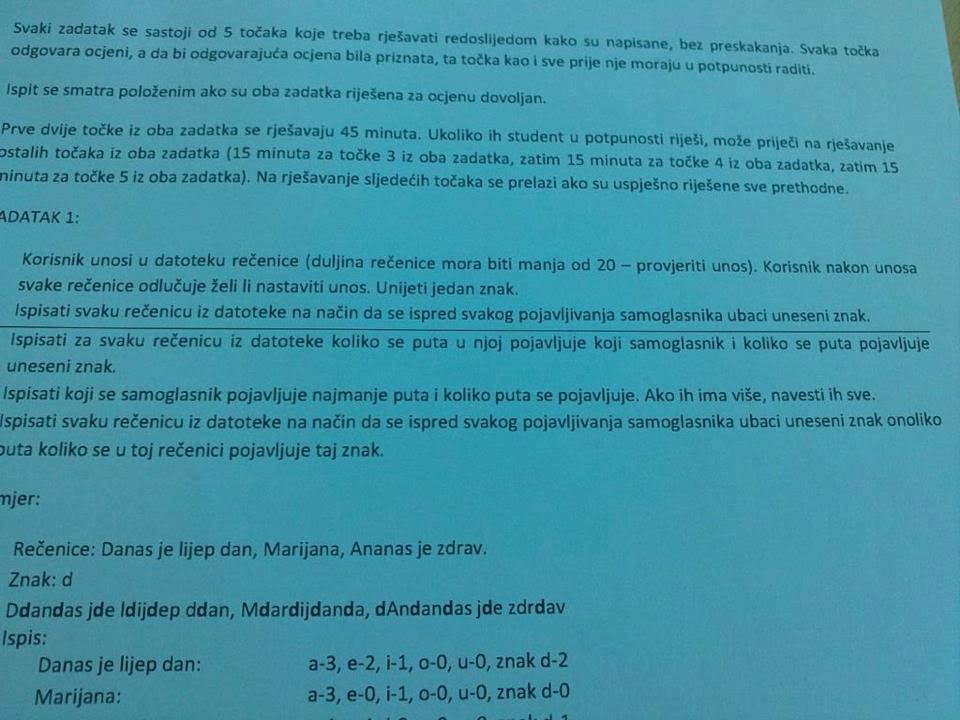 Svaki zadatak se sastoji od 5 točaka koje treba rješavati redoslijedom kako su napisane, bez preskakanja. Svaka točka
odgovara ocjeni, a da bi odgovarajuća ocjena bila priznata, ta točka kao i sve prije nje moraju u potpunosti raditi.
Ispit se smatra položenim ako su oba zadatka riješena za ocjenu dovoljan.
Prve dvije točke iz oba zadatka se rješavaju 45 minuta. Ukoliko ih student u potpunosti riješi, može priječi na rješavanje
ostalih točaka iz oba zadatka (15 minuta za točke 3 iz oba zadatka, zatim 15 minuta za točke 4 iz oba zadatka, zatim 15
minuta za točke 5 iz oba zadatka). Na rješavanje sljedećih točaka se prelazi ako su uspješno riješene sve prethodne.
ADATAK 1:
Korisnik unosi u datoteku rečenice (duljina rečenice mora biti manja od 20 – provjeriti unos). Korisnik nakon unosa
svake rečenice odlučuje želi li nastaviti unos. Unijeti jedan znak.
Ispisati svaku rečenicu iz datoteke na način da se ispred svakog pojavljivanja samoglasnika ubaci uneseni znak.
Ispisati za svaku rečenicu iz datoteke koliko se puta u njoj pojavljuje koji samoglasnik i koliko se puta pojavljuje
uneseni znak.
Ispisati koji se samoglasnik pojavljuje najmanje puta i koliko puta se pojavljuje. Ako ih ima više, navesti ih sve.
Ispisati svaku rečenicu iz datoteke na način da se ispred svakog pojavljivanja samoglasnika ubaci uneseni znak onoliko
puta koliko se u toj rečenici pojavljuje taj znak.
mjer:
Rečenice: Danas je lijep dan, Marijana, Ananas je zdrav.
Znak: d
Ddandas jde ldijdep ddan, Mdardijdanda, dAndandas jde zdrdav
Ispis:
Danas je lijep dan: a-3, e-2, i-1, o-0, u-0, znak d-2
Marijana: a-3, e-0, i-1, o-0, u-0, znak d-0